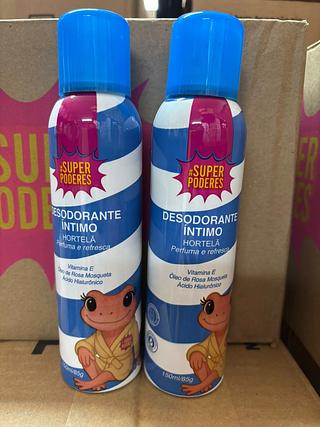 #SUPER
PODERES
DESODORANTE
ÍNTIMO
HORTELÃ
Perfuma e refresca
Vitamina E
Óleo de Rosa Mosqueta
Ácido Hialurônico
150ml/85g
#SUPER
PODERES
DESODORANTE
ÍNTIMO
HORTELÃ
Perfuma e refresca
Vitamina E
Óleo de Rosa Mosqueta
Ácido Hialurônico
150ml/85g